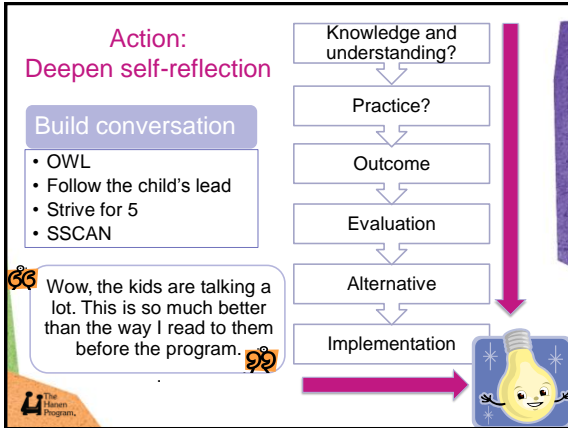 Action:
Deepen self-reflection
Build conversation
• OWL
• Follow the child's lead
• Strive for 5
• SSCAN
Wow, the kids are talking a
lot. This is so much better
than the way I read to them
before the program.
.
Knowledge and
understanding?
Practice?
Outcome
Evaluation
Alternative
Implementation
The
Hanen
Program®